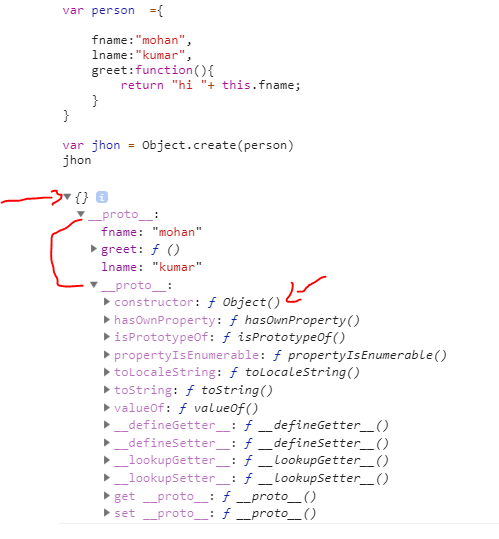 var person  ={
fname:"mohan",
lname:"kumar",
greet:function(){
return "hi "+ this.fname;
}
}
var jhon = Object.create(person)
jhon
▼{} i
▼__proto__:
fname: "mohan"
▶greet: ƒ ()
lname: "kumar"
▼__proto__:
▶constructor: ƒ Object()
▶hasOwnProperty: ƒ hasOwnProperty()
▶isPrototypeOf: ƒ isPrototypeOf()
▶propertyIsEnumerable: ƒ propertyIsEnumerable()
▶toLocaleString: ƒ toLocaleString()
▶toString: ƒ toString()
▶valueOf: ƒ valueOf()
▶__defineGetter__: ƒ __defineGetter__()
▶__defineSetter__: ƒ __defineSetter__()
▶__lookupGetter__: ƒ __lookupGetter__()
▶__lookupSetter__: ƒ __lookupSetter__()
▶get __proto__: ƒ __proto__()
▶set __proto__: ƒ __proto__()